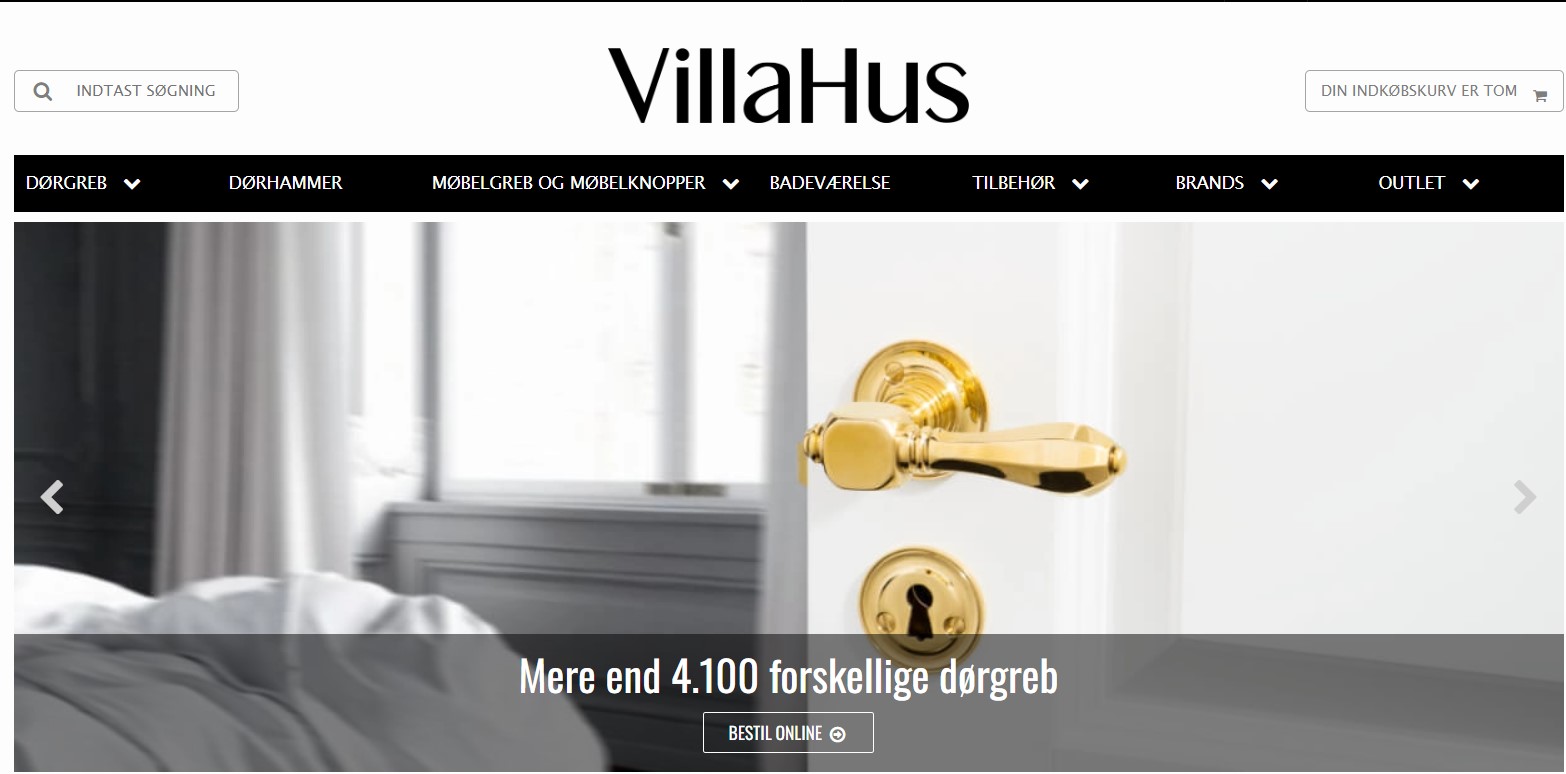 INDTAST SØGNING
VillaHus
DIN INDKØBSKURV ER TOM
DØRGREB
DØRHAMMER
MØBELGREB OG MØBELKNOPPER
BADEVÆRELSE
TILBEHØR
BRANDS
OUTLET
Mere end 4.100 forskellige dørgreb
BESTIL ONLINE